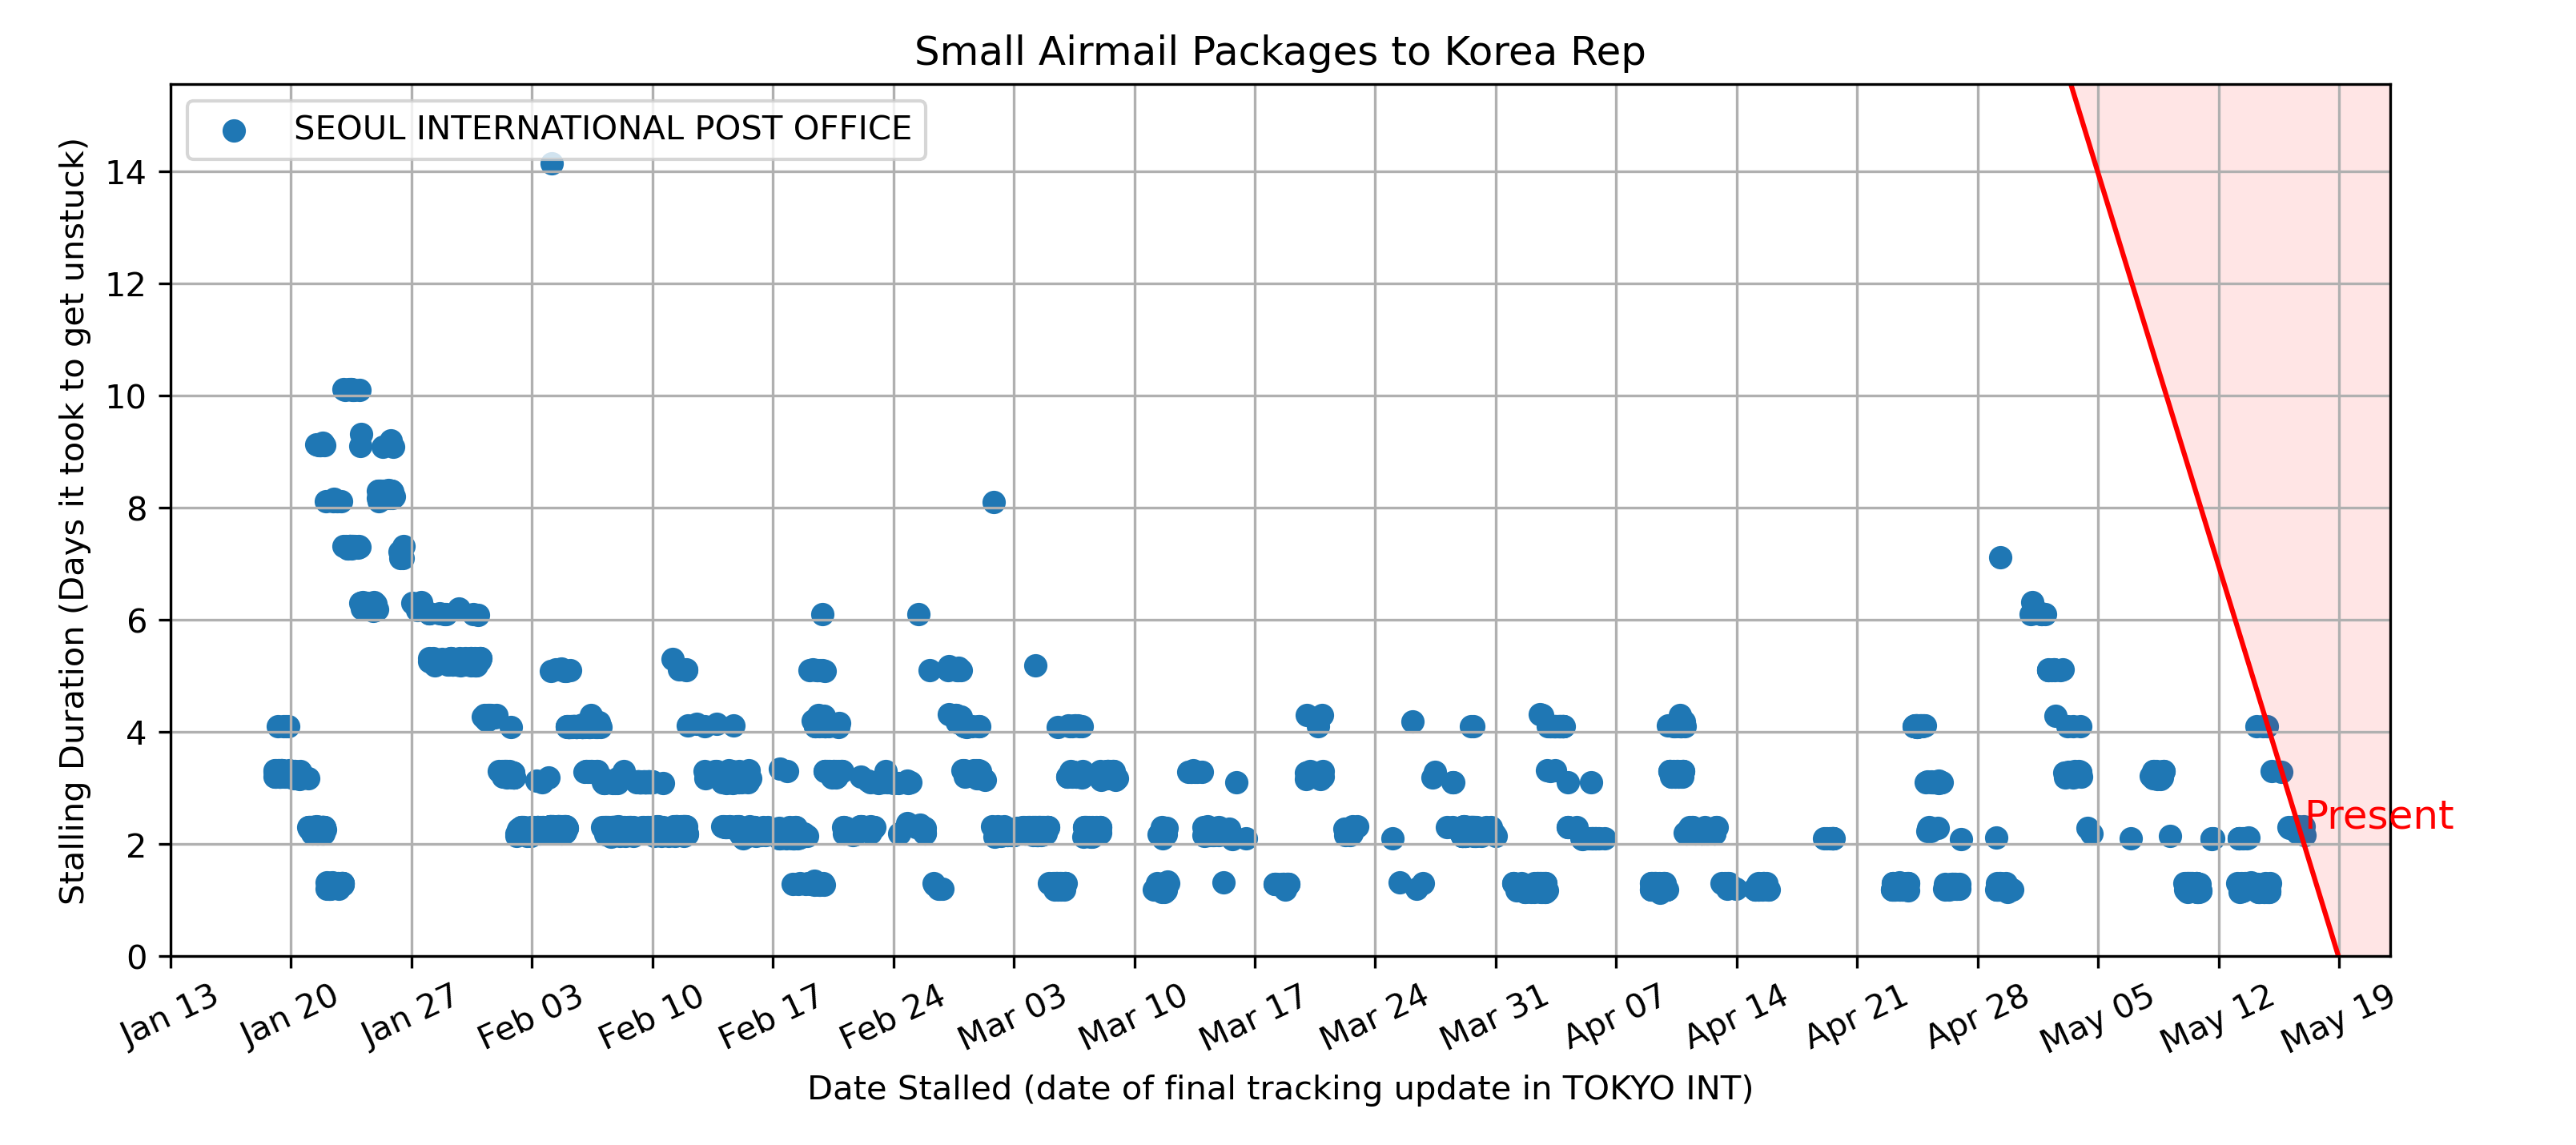 Small Airmail Packages to Korea Rep
SEOUL INTERNATIONAL POST OFFICE
Stalling Duration (Days it took to get unstuck)
14
12
10
8
6
4
2
0
Present
Jan 13
Jan 20
Jan 27
Feb 03
Feb 10
Feb 17
Feb 24
Mar 03
Mar 10
Mar 17
Mar 24
Mar 31
Apr 07
Apr 14
Apr 21
Apr 28
May 05
May 12
May 19
Date Stalled (date of final tracking update in TOKYO INT)